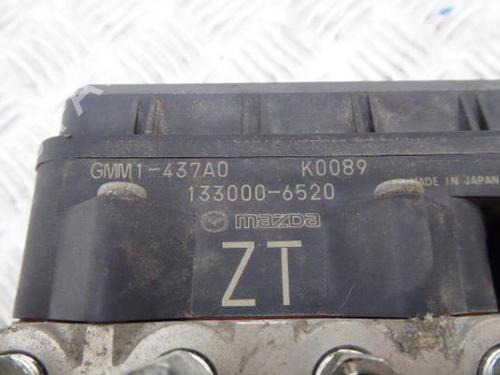 GMM1-437A0 K0089
133000-6520 MADE IN JAPAN
mazda
ZT